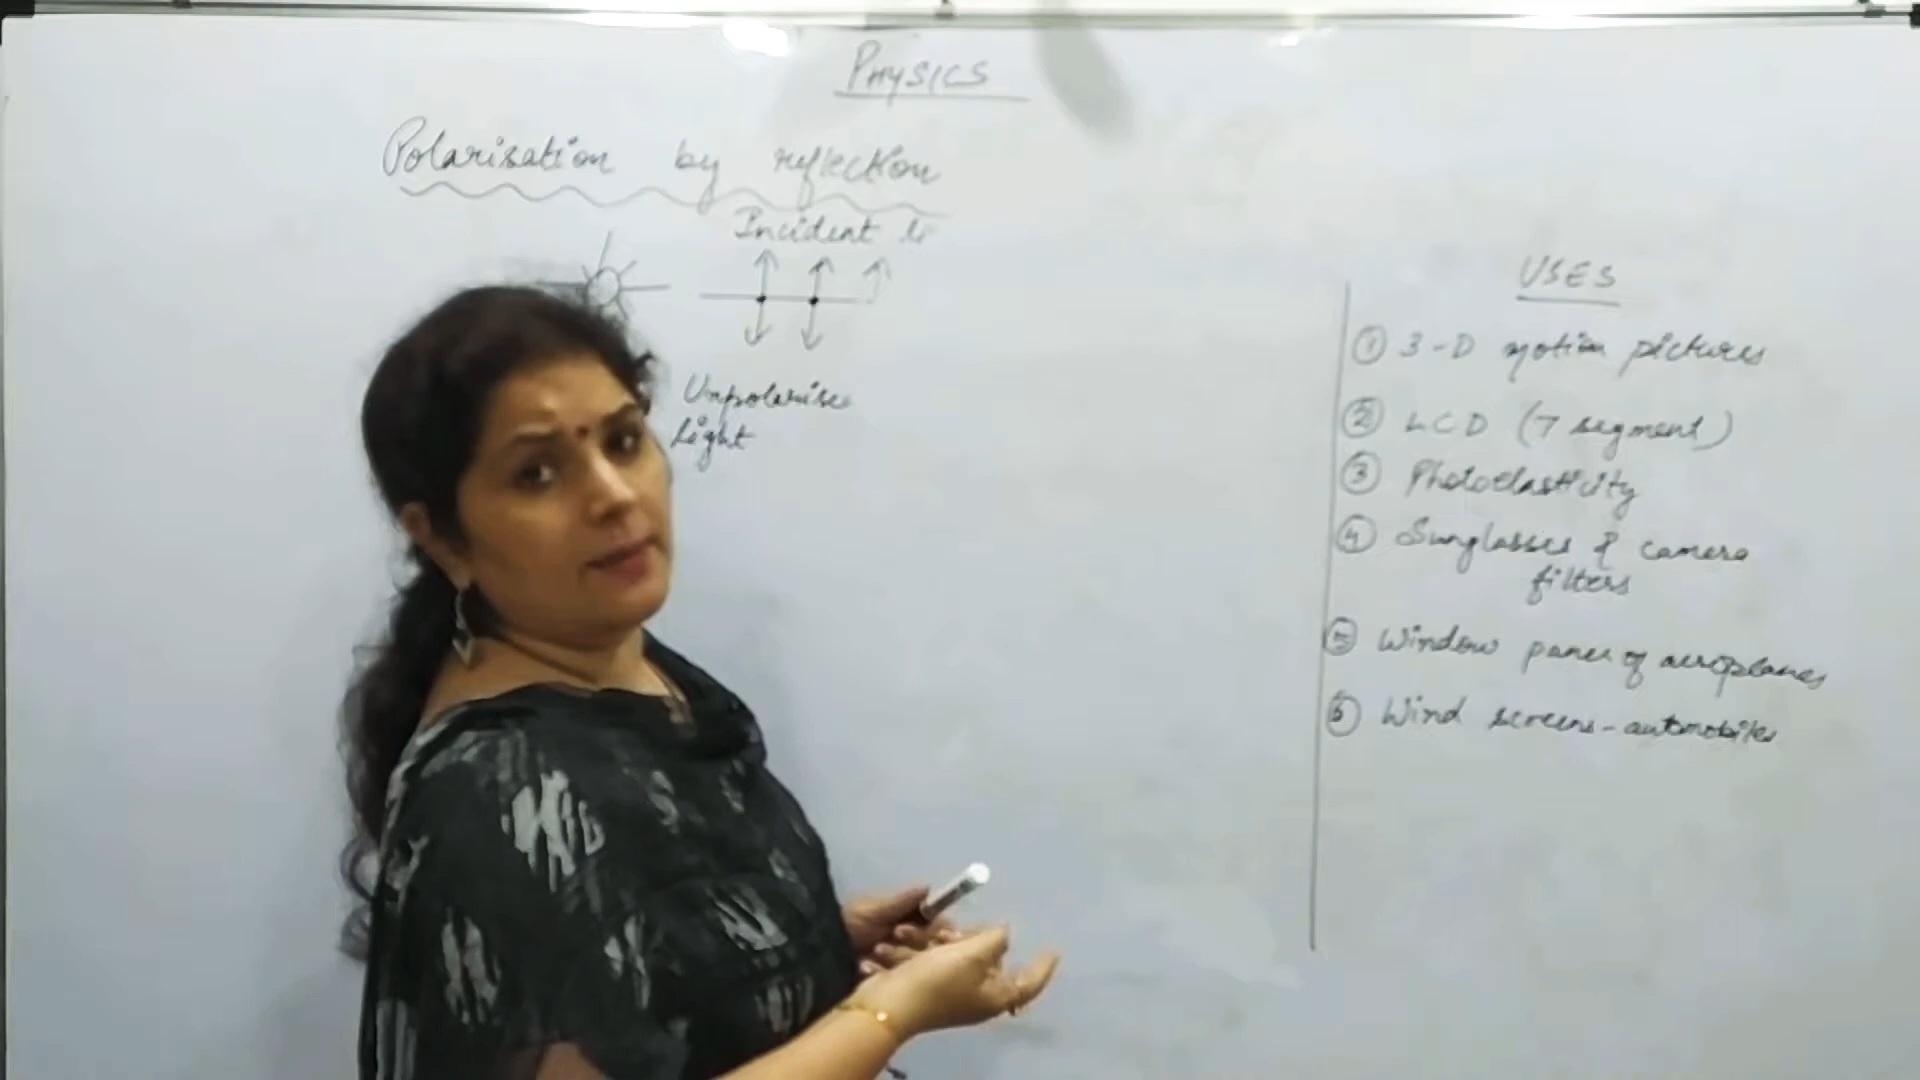 PHYSICS
Polarisation by reflection
Incident
Unpolarise
light
USES
① 3-D motion pictures
② LCD (7 segment)
③ Photoelasticity
④ Sunglasses & camera
filters
⑤ Window panes of aeroplanes
⑥ Wind screens - automobiles